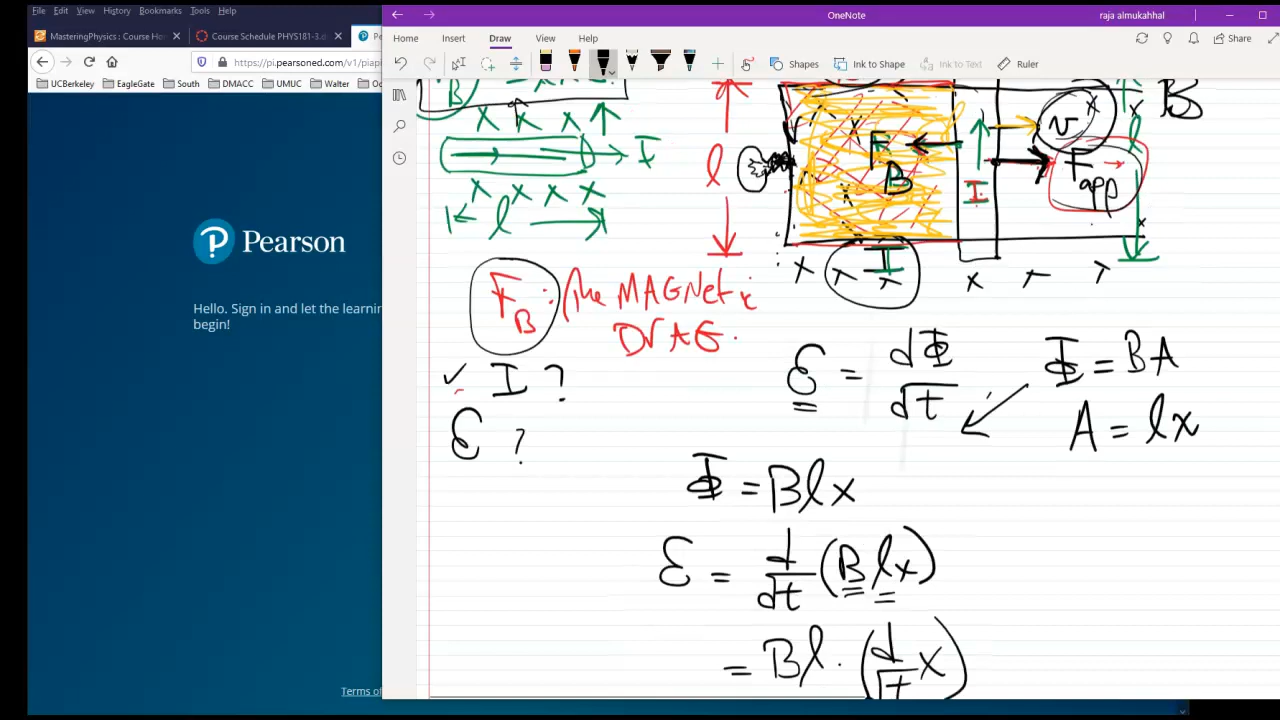 File Edit View History Bookmarks Tools Help
MasteringPhysics : Course Ho
Course Schedule PHYS181-3.
Pe
https://pi.pearsoned.com/v1/piap
UCBerkeley EagleGate South DMACC UMUC Walter
Pearson
Hello. Sign in and let the learnin
begin!
Terms of
OneNote
raja almukahhal
Home Insert Draw View Help
Share
Shapes Ink to Shape Ink to Text Ruler
B)
x x x
I
x x x x
l
l
F
B
I
v
x
F app
l
B
I
x x x x
F B : The MAGNetic
DrAG.
I ?
ℰ ?
ℰ = dΦ/dt
Φ = BA
A = lx
Φ = Blx
ℰ = d/dt (Blx)
= Bl · (d/dt x)